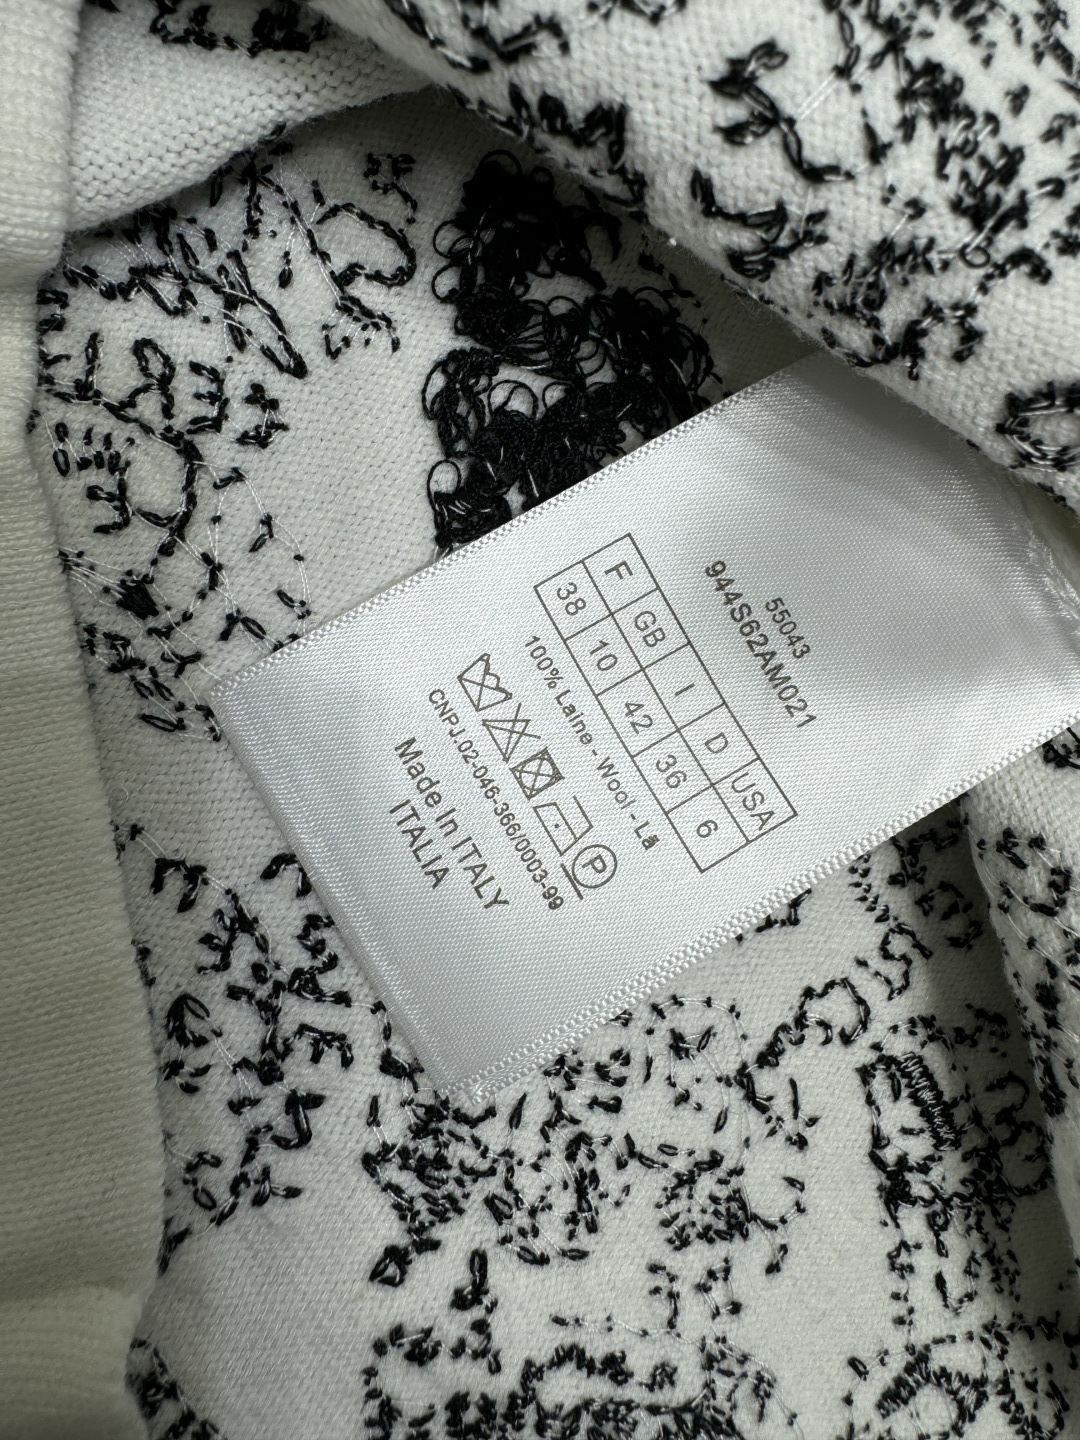 55043
944S62AM021
F GB I D USA
38 10 42 36 6
100% Laine - Wool - Lã
P
CNPJ.02-046-366/0003-99
Made In ITALY
ITALIA